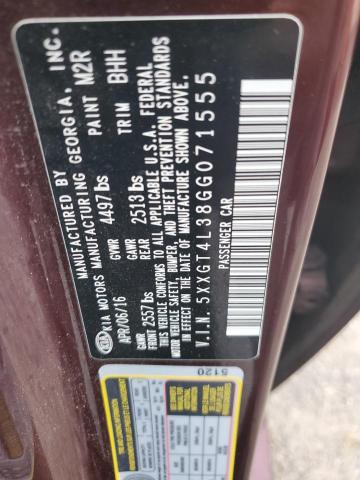 MANUFACTURED BY
KIA MOTORS MANUFACTURING GEORGIA, INC.
APR/06/16 GVWR 4497lbs PAINT M2R
GAWR FRONT 2557lbs GAWR REAR 2513lbs TRIM BHH
THIS VEHICLE CONFORMS TO ALL APPLICABLE U.S.A. FEDERAL
MOTOR VEHICLE SAFETY, BUMPER, AND THEFT PREVENTION STANDARDS
IN EFFECT ON THE DATE OF MANUFACTURE SHOWN ABOVE.
V.I.N. 5XXGT4L38GG071555
PASSENGER CAR
5120